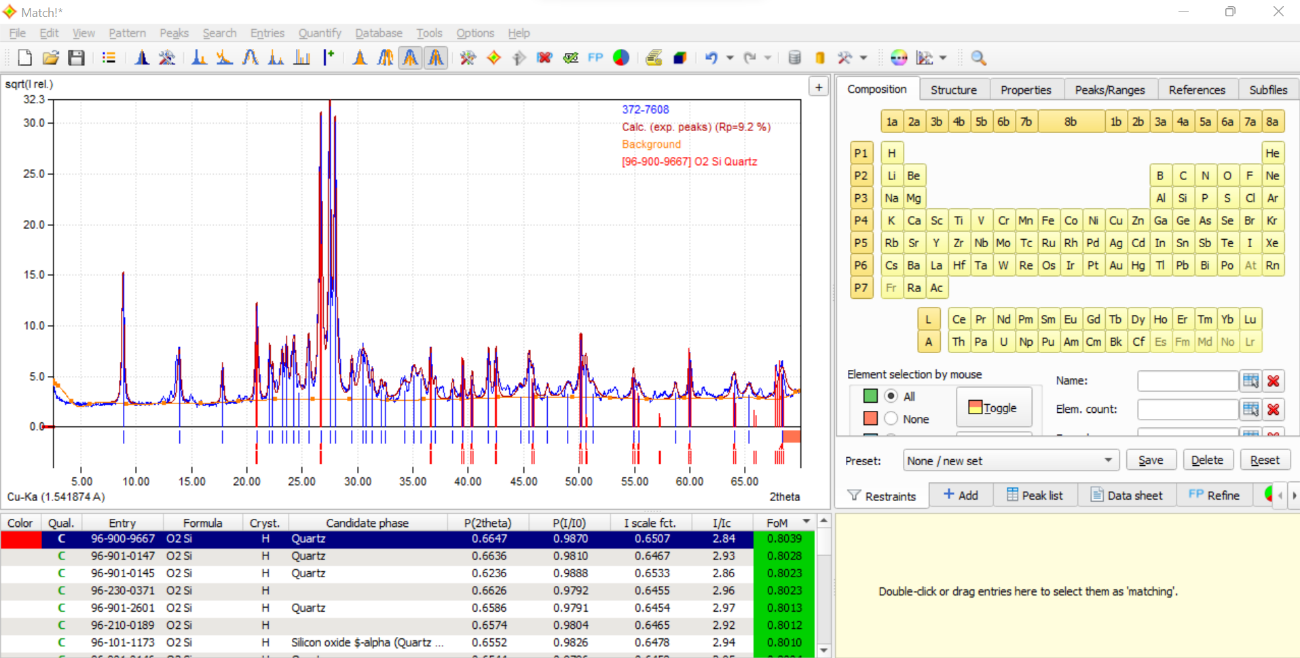 Match!*
File Edit View Pattern Peaks Search Entries Quantify Database Tools Options Help
FP
sqrt(I rel.)
32.3
30.0
25.0
20.0
15.0
10.0
5.0
0.0
372-7608
Calc. (exp. peaks) (Rp=9.2 %)
Background
[96-900-9667] O2 Si Quartz
5.00 10.00 15.00 20.00 25.00 30.00 35.00 40.00 45.00 50.00 55.00 60.00 65.00
Cu-Ka (1.541874 A) 2theta
+
Composition Structure Properties Peaks/Ranges References Subfiles
1a 2a 3b 4b 5b 6b 7b 8b 1b 2b 3a 4a 5a 6a 7a 8a
P1 H He
P2 Li Be B C N O F Ne
P3 Na Mg Al Si P S Cl Ar
P4 K Ca Sc Ti V Cr Mn Fe Co Ni Cu Zn Ga Ge As Se Br Kr
P5 Rb Sr Y Zr Nb Mo Tc Ru Rh Pd Ag Cd In Sn Sb Te I Xe
P6 Cs Ba La Hf Ta W Re Os Ir Pt Au Hg Tl Pb Bi Po At Rn
P7 Fr Ra Ac
L Ce Pr Nd Pm Sm Eu Gd Tb Dy Ho Er Tm Yb Lu
A Th Pa U Np Pu Am Cm Bk Cf Es Fm Md No Lr
Element selection by mouse
All
None
Toggle
Name:
Elem. count:
Preset: None / new set Save Delete Reset
Restraints + Add Peak list Data sheet FP Refine
Double-click or drag entries here to select them as 'matching'.
Color Qual. Entry Formula Cryst. Candidate phase P(2theta) P(I/I0) I scale fct. I/Ic FoM
C 96-900-9667 O2 Si H Quartz 0.6647 0.9870 0.6507 2.84 0.8039
C 96-901-0147 O2 Si H Quartz 0.6636 0.9810 0.6467 2.93 0.8028
C 96-901-0145 O2 Si H Quartz 0.6236 0.9888 0.6533 2.86 0.8023
C 96-230-0371 O2 Si H 0.6626 0.9792 0.6455 2.96 0.8023
C 96-901-2601 O2 Si H Quartz 0.6586 0.9791 0.6454 2.97 0.8013
C 96-210-0189 O2 Si H 0.6574 0.9804 0.6465 2.92 0.8012
C 96-101-1173 O2 Si H Silicon oxide $-alpha (Quartz ... 0.6552 0.9826 0.6478 2.94 0.8010